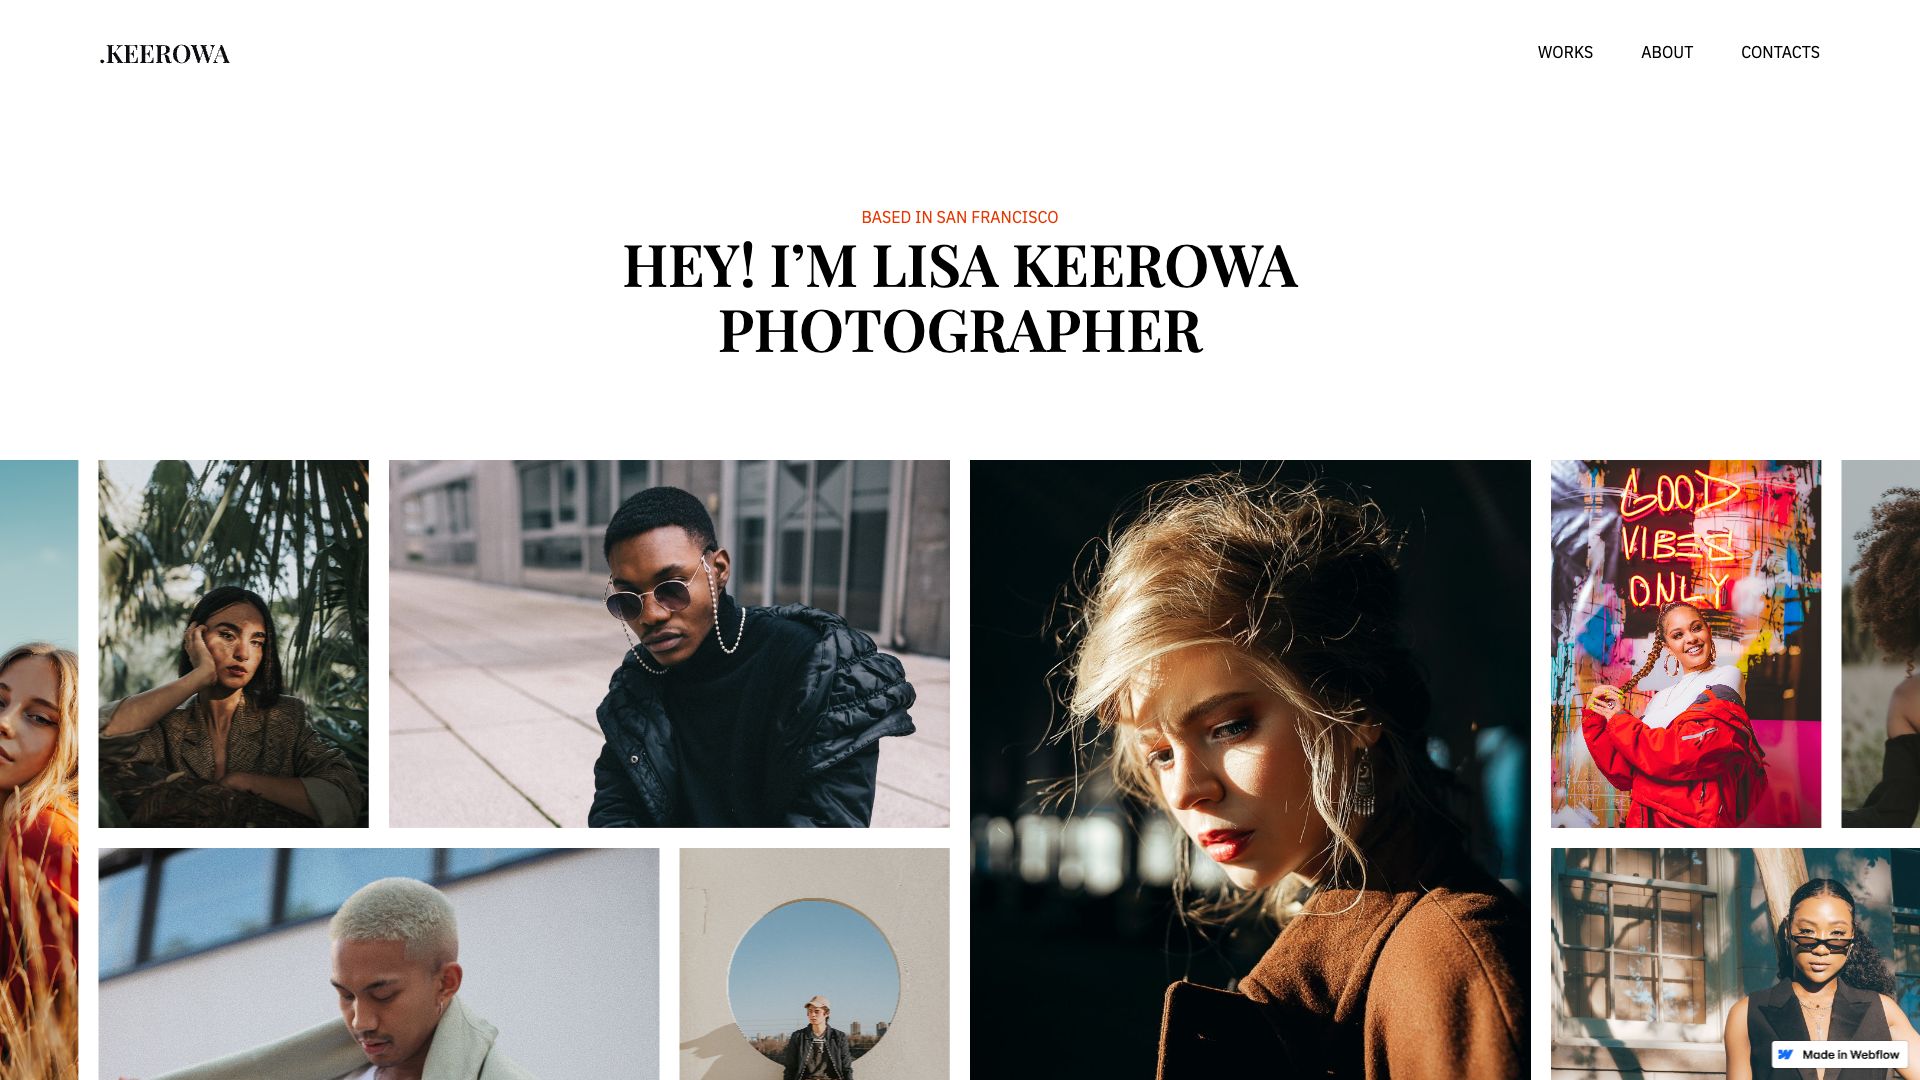 .KEEROWA
WORKS
ABOUT
CONTACTS
BASED IN SAN FRANCISCO
HEY! I’M LISA KEEROWA
PHOTOGRAPHER
GOOD
VIBES
ONLY
Made in Webflow